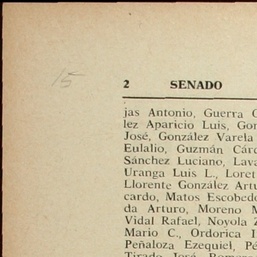 15
2 SENADO
jas Antonio, Guerra
lez Aparicio Luis, Gon
José, González Varela
Eulalio, Guzmán Cár
Sánchez Luciano, Lava
Uranga Luis L., Loret
Llorente González Artu
cardo, Matos Escobedo
da Arturo, Moreno M
Vidal Rafael, Noyola Z
Mario C., Ordorica I
Peñaloza Ezequiel, Pé
Tirado José, Romero